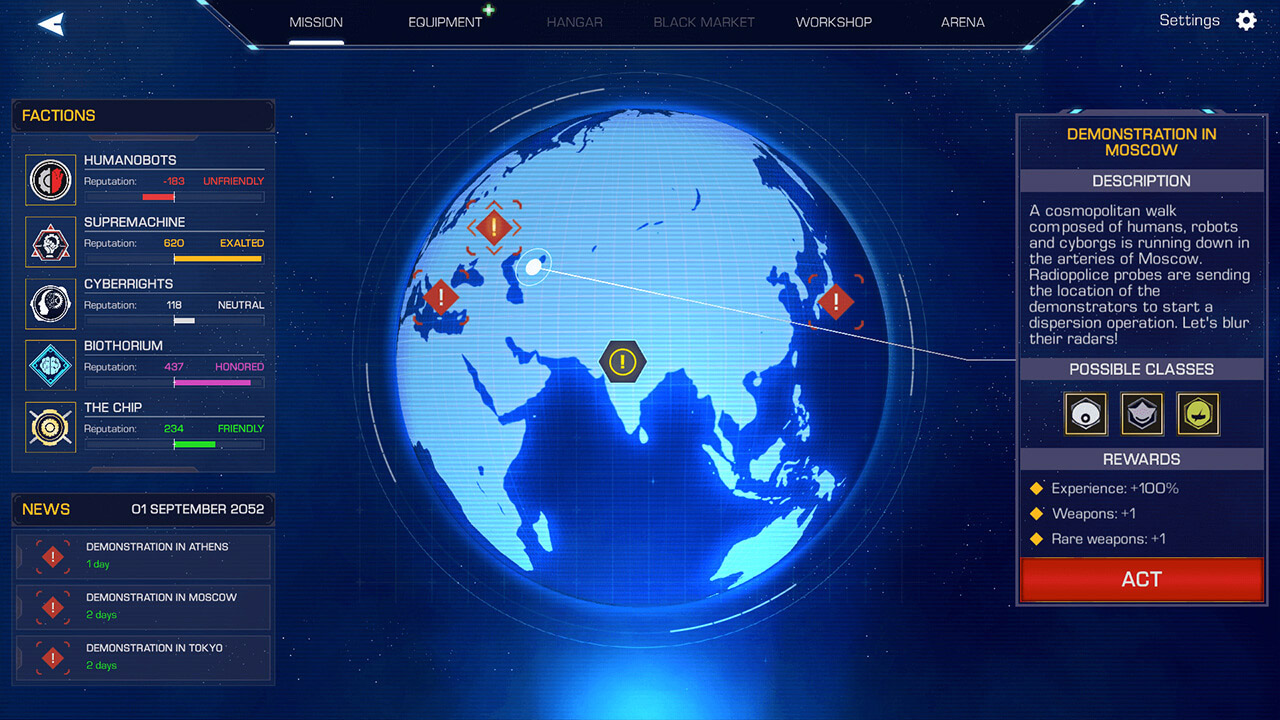 MISSION
EQUIPMENT
HANGAR
BLACK MARKET
WORKSHOP
ARENA
Settings
FACTIONS
HUMANOBOTS
Reputation: -183 UNFRIENDLY
SUPREMACHINE
Reputation: 620 EXALTED
CYBERRIGHTS
Reputation: 118 NEUTRAL
BIOTHORIUM
Reputation: 437 HONORED
THE CHIP
Reputation: 234 FRIENDLY
NEWS 01 SEPTEMBER 2052
DEMONSTRATION IN ATHENS
1 day
DEMONSTRATION IN MOSCOW
2 days
DEMONSTRATION IN TOKYO
2 days
DEMONSTRATION IN
MOSCOW
DESCRIPTION
A cosmopolitan walk
composed of humans, robots
and cyborgs is running down in
the arteries of Moscow.
Radiopolice probes are sending
the location of the
demonstrators to start a
dispersion operation. Let's blur
their radars!
POSSIBLE CLASSES
REWARDS
Experience: +100%
Weapons: +1
Rare weapons: +1
ACT